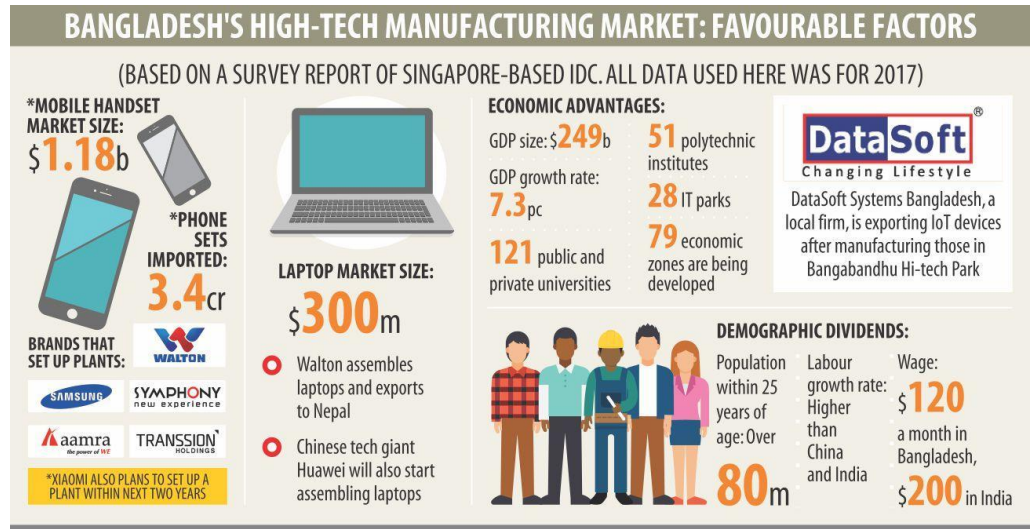 BANGLADESH'S HIGH-TECH MANUFACTURING MARKET: FAVOURABLE FACTORS
(BASED ON A SURVEY REPORT OF SINGAPORE-BASED IDC. ALL DATA USED HERE WAS FOR 2017)
*MOBILE HANDSET
MARKET SIZE:
$1.18b
*PHONE
SETS
IMPORTED:
3.4cr
BRANDS THAT
SET UP PLANTS:
WALTON
SAMSUNG
SYMPHONY
new experience
aamra
the power of WE
TRANSSION
HOLDINGS
*XIAOMI ALSO PLANS TO SET UP A
PLANT WITHIN NEXT TWO YEARS
LAPTOP MARKET SIZE:
$300m
Walton assembles
laptops and exports
to Nepal
Chinese tech giant
Huawei will also start
assembling laptops
ECONOMIC ADVANTAGES:
GDP size: $249b
GDP growth rate:
7.3pc
121 public and
private universities
51 polytechnic
institutes
28 IT parks
79 economic
zones are being
developed
DataSoft®
Changing Lifestyle
DataSoft Systems Bangladesh, a
local firm, is exporting IoT devices
after manufacturing those in
Bangabandhu Hi-tech Park
DEMOGRAPHIC DIVIDENDS:
Population
within 25
years of
age: Over
80m
Labour
growth rate:
Higher
than
China
and India
Wage:
$120
a month in
Bangladesh,
$200 in India